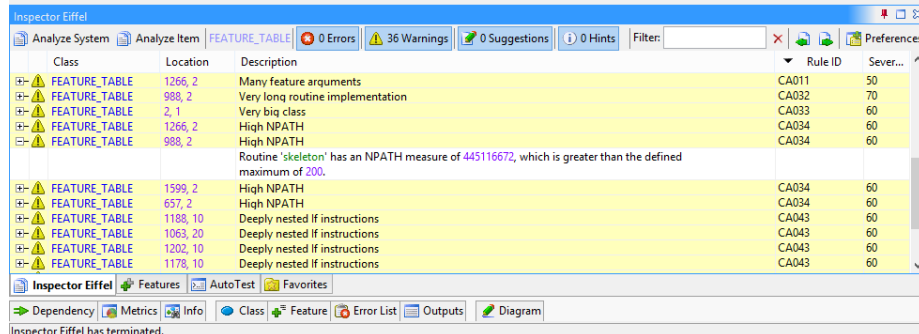 Inspector Eiffel
Analyze System Analyze Item FEATURE_TABLE 0 Errors 36 Warnings 0 Suggestions 0 Hints Filter: Preferences
Class Location Description Rule ID Sever...
FEATURE_TABLE 1266, 2 Many feature arguments CA011 50
FEATURE_TABLE 988, 2 Very long routine implementation CA032 70
FEATURE_TABLE 2, 1 Very big class CA033 60
FEATURE_TABLE 1266, 2 High NPATH CA034 60
FEATURE_TABLE 988, 2 High NPATH CA034 60
Routine 'skeleton' has an NPATH measure of 445116672, which is greater than the defined
maximum of 200.
FEATURE_TABLE 1599, 2 High NPATH CA034 60
FEATURE_TABLE 657, 2 High NPATH CA034 60
FEATURE_TABLE 1188, 10 Deeply nested If instructions CA043 60
FEATURE_TABLE 1063, 20 Deeply nested If instructions CA043 60
FEATURE_TABLE 1202, 10 Deeply nested If instructions CA043 60
FEATURE_TABLE 1178, 10 Deeply nested If instructions CA043 60
Inspector Eiffel Features AutoTest Favorites
Dependency Metrics Info Class Feature Error List Outputs Diagram
Inspector Eiffel has terminated.